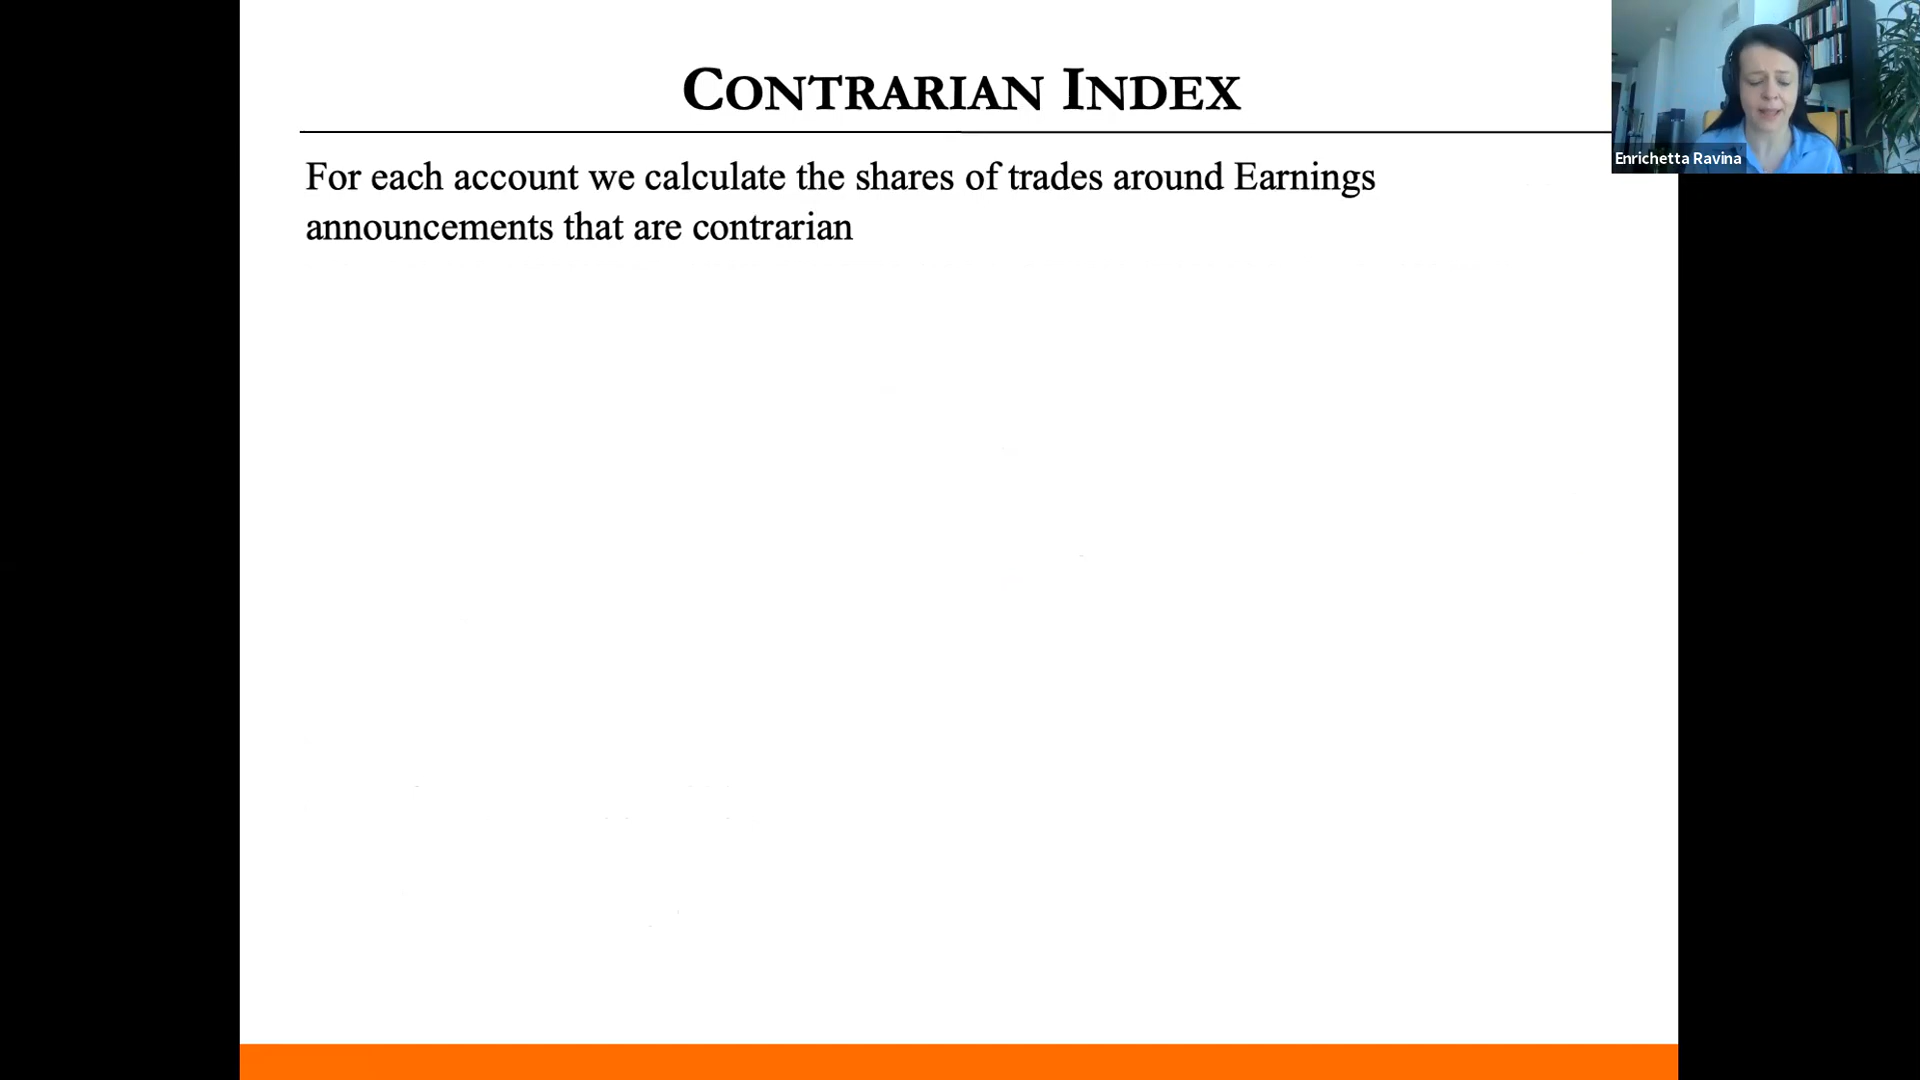 CONTRARIAN INDEX
For each account we calculate the shares of trades around Earnings
announcements that are contrarian
Enrichetta Ravina